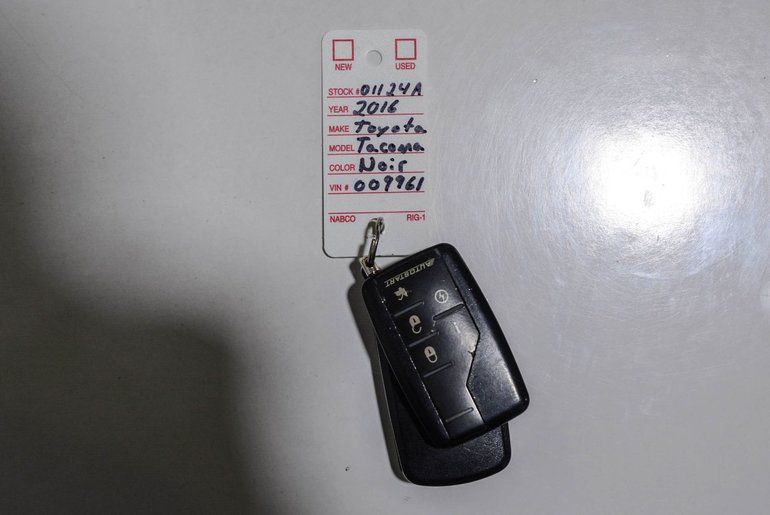 NEW USED
STOCK # 01124A
YEAR 2016
MAKE Toyota
MODEL Tacoma
COLOR Noir
VIN # 009961
NABCO RIG-1
AUTOSTART